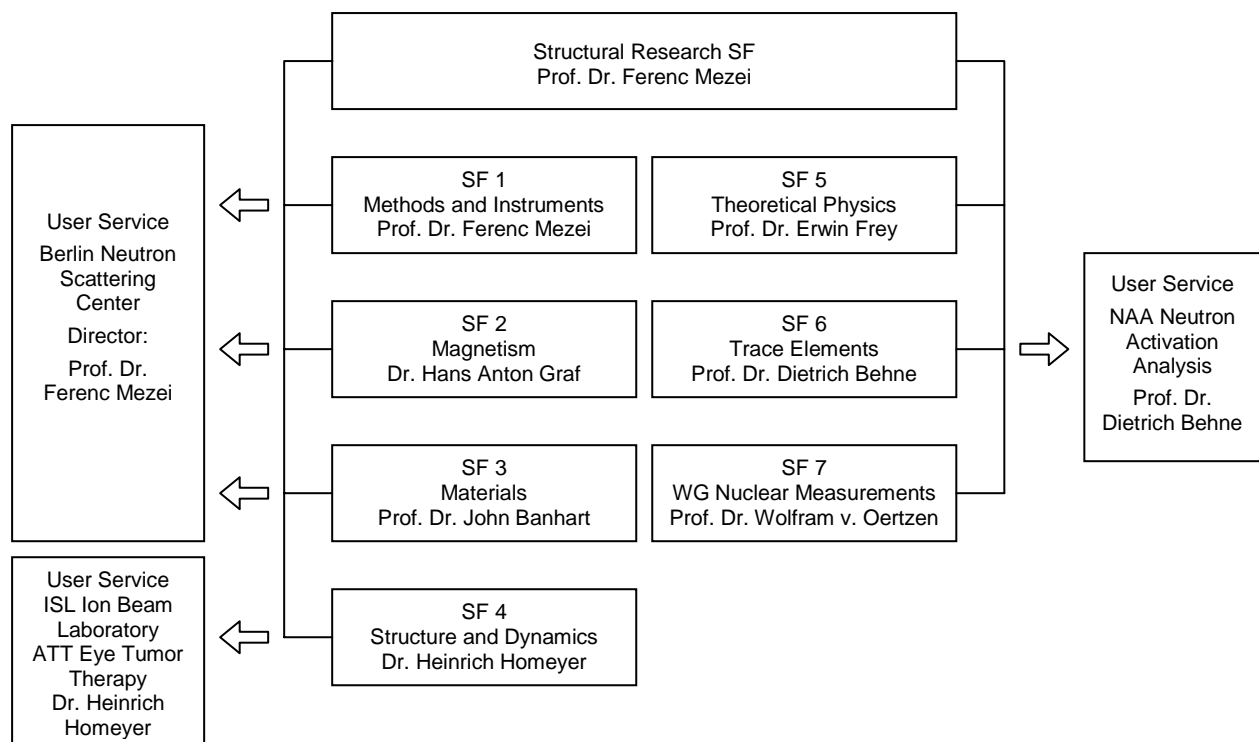 Structural Research SF
Prof. Dr. Ferenc Mezei
User Service
Berlin Neutron
Scattering
Center
Director:
Prof. Dr.
Ferenc Mezei
SF 1
Methods and Instruments
Prof. Dr. Ferenc Mezei
SF 5
Theoretical Physics
Prof. Dr. Erwin Frey
SF 2
Magnetism
Dr. Hans Anton Graf
SF 6
Trace Elements
Prof. Dr. Dietrich Behne
User Service
NAA Neutron
Activation
Analysis
Prof. Dr.
Dietrich Behne
SF 3
Materials
Prof. Dr. John Banhart
SF 7
WG Nuclear Measurements
Prof. Dr. Wolfram v. Oertzen
User Service
ISL Ion Beam
Laboratory
ATT Eye Tumor
Therapy
Dr. Heinrich
Homeyer
SF 4
Structure and Dynamics
Dr. Heinrich Homeyer